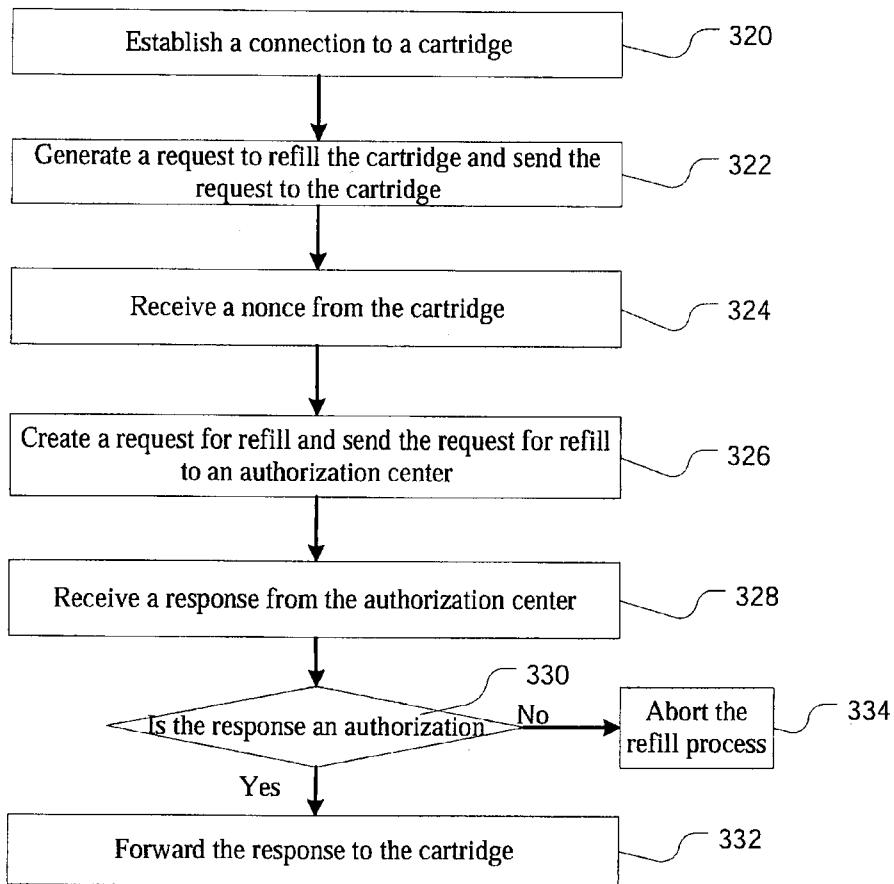 Establish a connection to a cartridge
320
Generate a request to refill the cartridge and send the
request to the cartridge
322
Receive a nonce from the cartridge
324
Create a request for refill and send the request for refill
to an authorization center
326
Receive a response from the authorization center
328
330
Is the response an authorization
No
Abort the
refill process
334
Yes
Forward the response to the cartridge
332